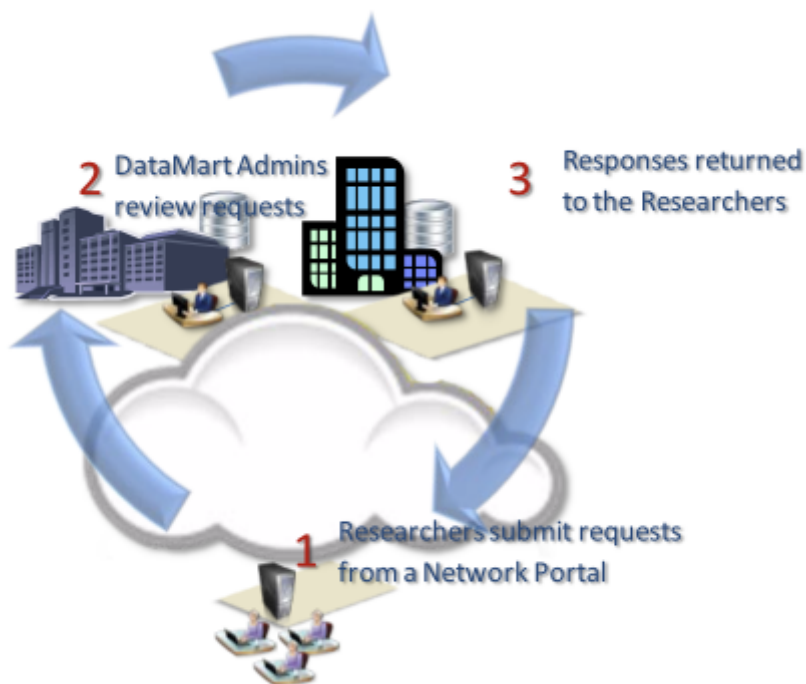 2 DataMart Admins
review requests
3 Responses returned
to the Researchers
1 Researchers submit requests
from a Network Portal